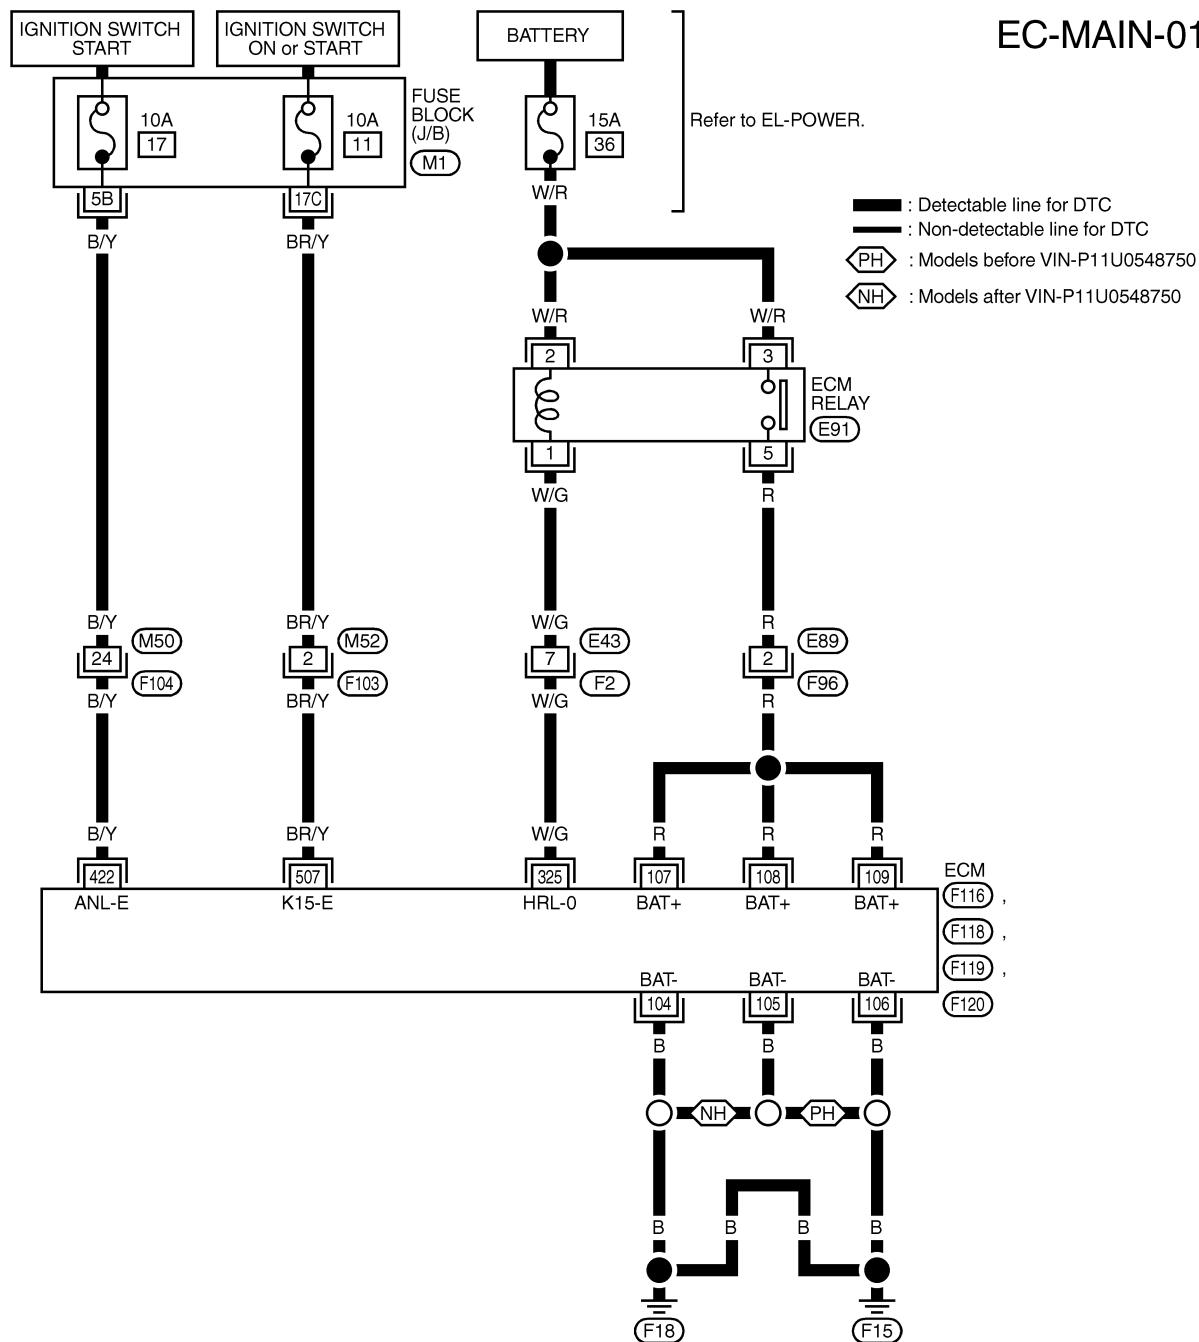 EC-MAIN-01
IGNITION SWITCH
START
IGNITION SWITCH
ON or START
BATTERY
10A
17
10A
11
FUSE
BLOCK
(J/B)
M1
15A
36
Refer to EL-POWER.
5B
17C
W/R
B/Y
BR/Y
: Detectable line for DTC
: Non-detectable line for DTC
PH : Models before VIN-P11U0548750
NH : Models after VIN-P11U0548750
W/R
W/R
2
3
ECM
RELAY
E91
1
5
W/G
R
B/Y
BR/Y
W/G
R
24
M50
F104
2
M52
F103
7
E43
F2
2
E89
F96
B/Y
BR/Y
W/G
R
B/Y
BR/Y
W/G
R
R
R
422
507
325
107
108
109
ANL-E
K15-E
HRL-0
BAT+
BAT+
BAT+
ECM
F116 ,
F118 ,
F119 ,
F120
BAT-
BAT-
BAT-
104
105
106
B
B
B
NH
PH
B
B
B
B
F18
F15